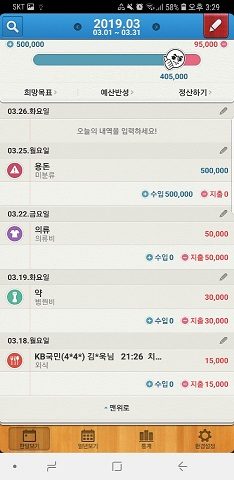 SKT 58% 오후 3:29
2019.03
03.01 ~ 03.31
500,000 95,000
405,000
희망목표 > 예산반성 > 정산하기 >
03.26.화요일
오늘의 내역을 입력하세요!
03.25.월요일
용돈 500,000
미분류
수입 500,000 지출 0
03.22.금요일
의류 50,000
의류비
수입 0 지출 50,000
03.19.화요일
약 30,000
병원비
수입 0 지출 30,000
03.18.월요일
KB국민(4*4*) 김*욱님 21:26 치... 15,000
외식
수입 0 지출 15,000
맨위로
한달보기 일년보기 통계 환경설정